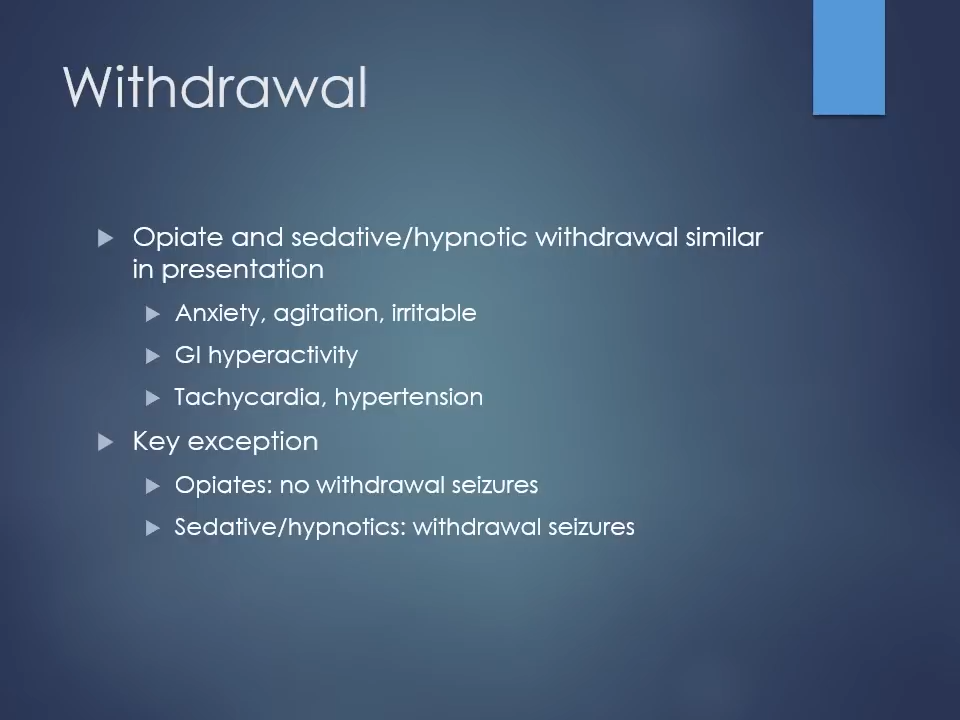 Withdrawal
Opiate and sedative/hypnotic withdrawal similar
in presentation
Anxiety, agitation, irritable
GI hyperactivity
Tachycardia, hypertension
Key exception
Opiates: no withdrawal seizures
Sedative/hypnotics: withdrawal seizures